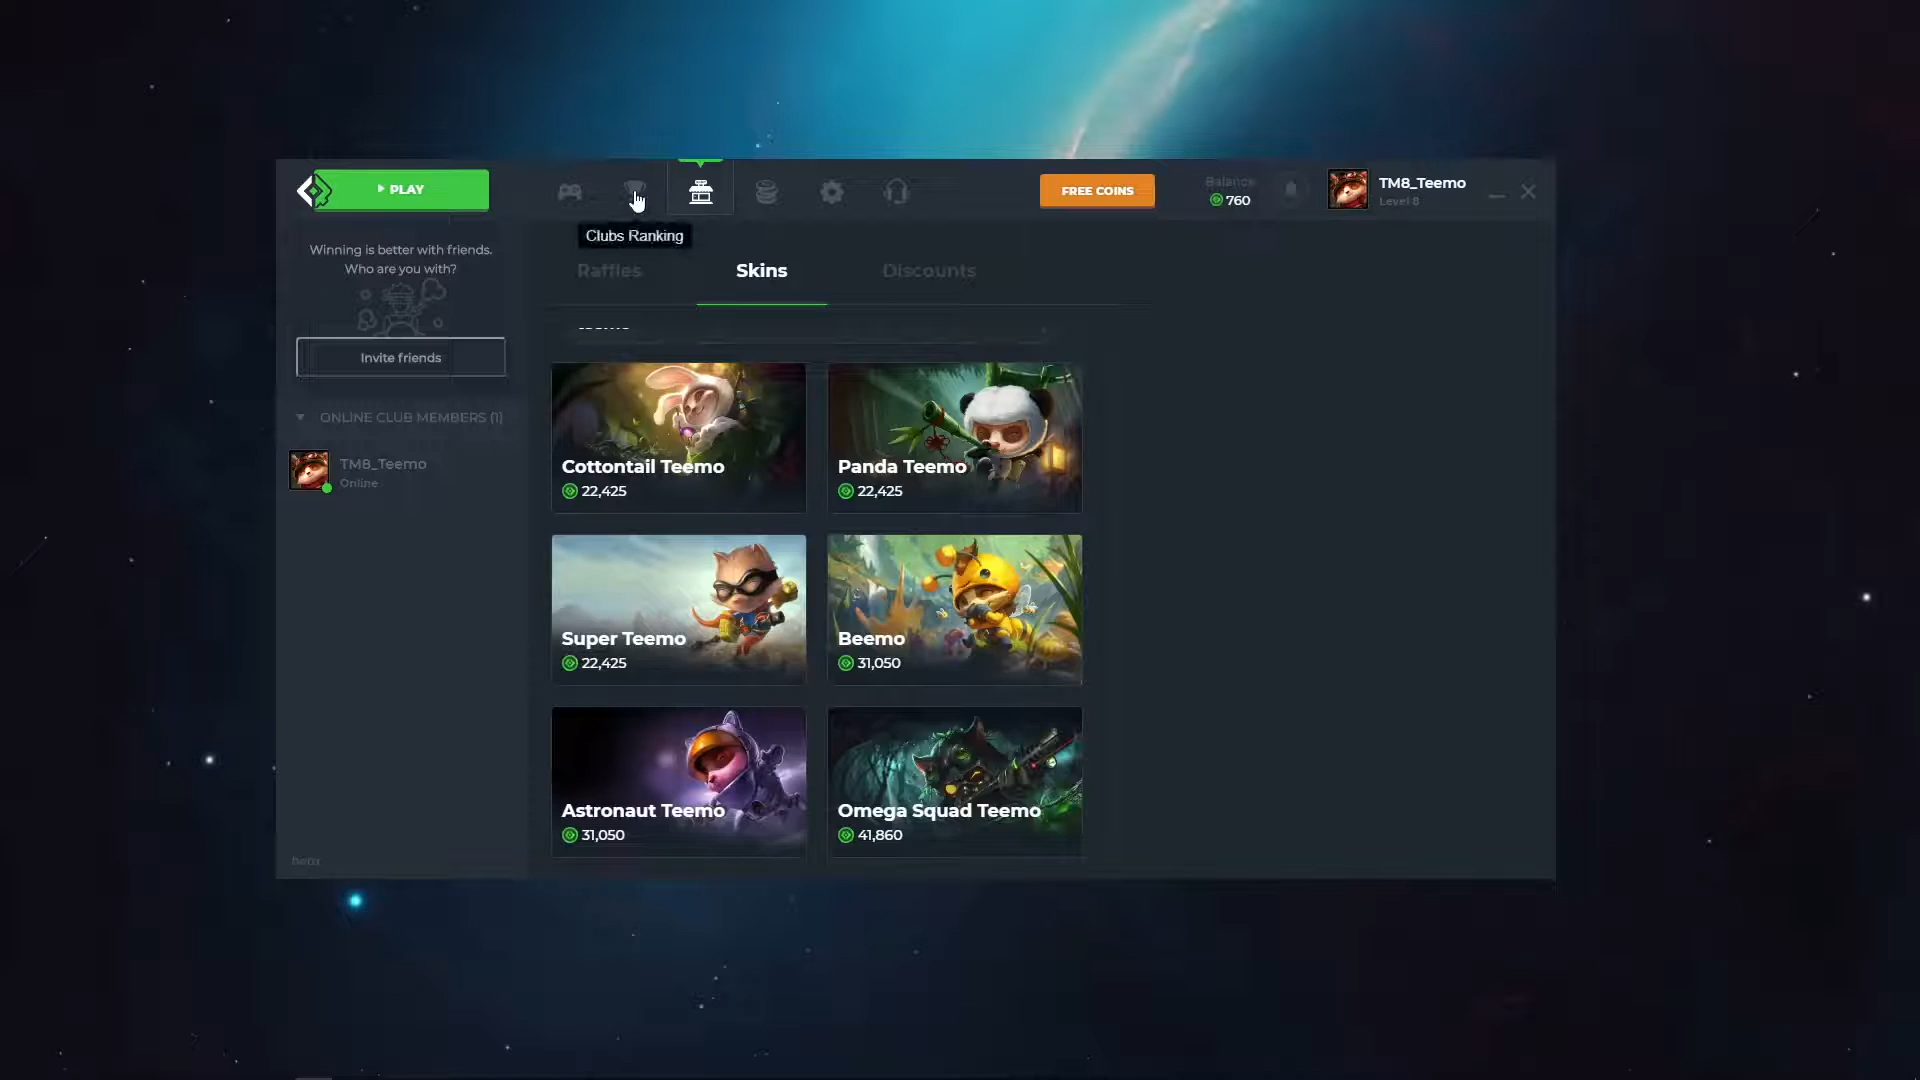 PLAY
FREE COINS
Balance
760
TM8_Teemo
Level 8
Clubs Ranking
Winning is better with friends.
Who are you with?
Invite friends
ONLINE CLUB MEMBERS (1)
TM8_Teemo
Online
Raffles
Skins
Discounts
Cottontail Teemo
22,425
Panda Teemo
22,425
Super Teemo
22,425
Beemo
31,050
Astronaut Teemo
31,050
Omega Squad Teemo
41,860